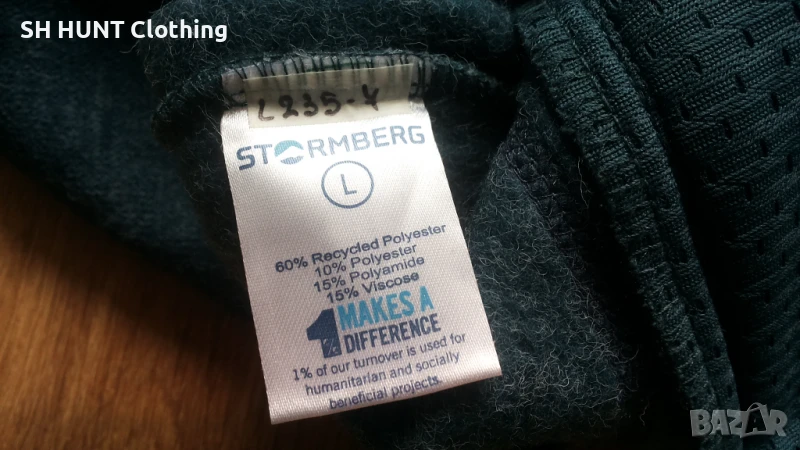 SH HUNT Clothing
L235-4
STORMBERG
L
60% Recycled Polyester
10% Polyester
15% Polyamide
15% Viscose
1% MAKES A
DIFFERENCE
1% of our turnover is used for
humanitarian and socially
beneficial projects.
BAZAR